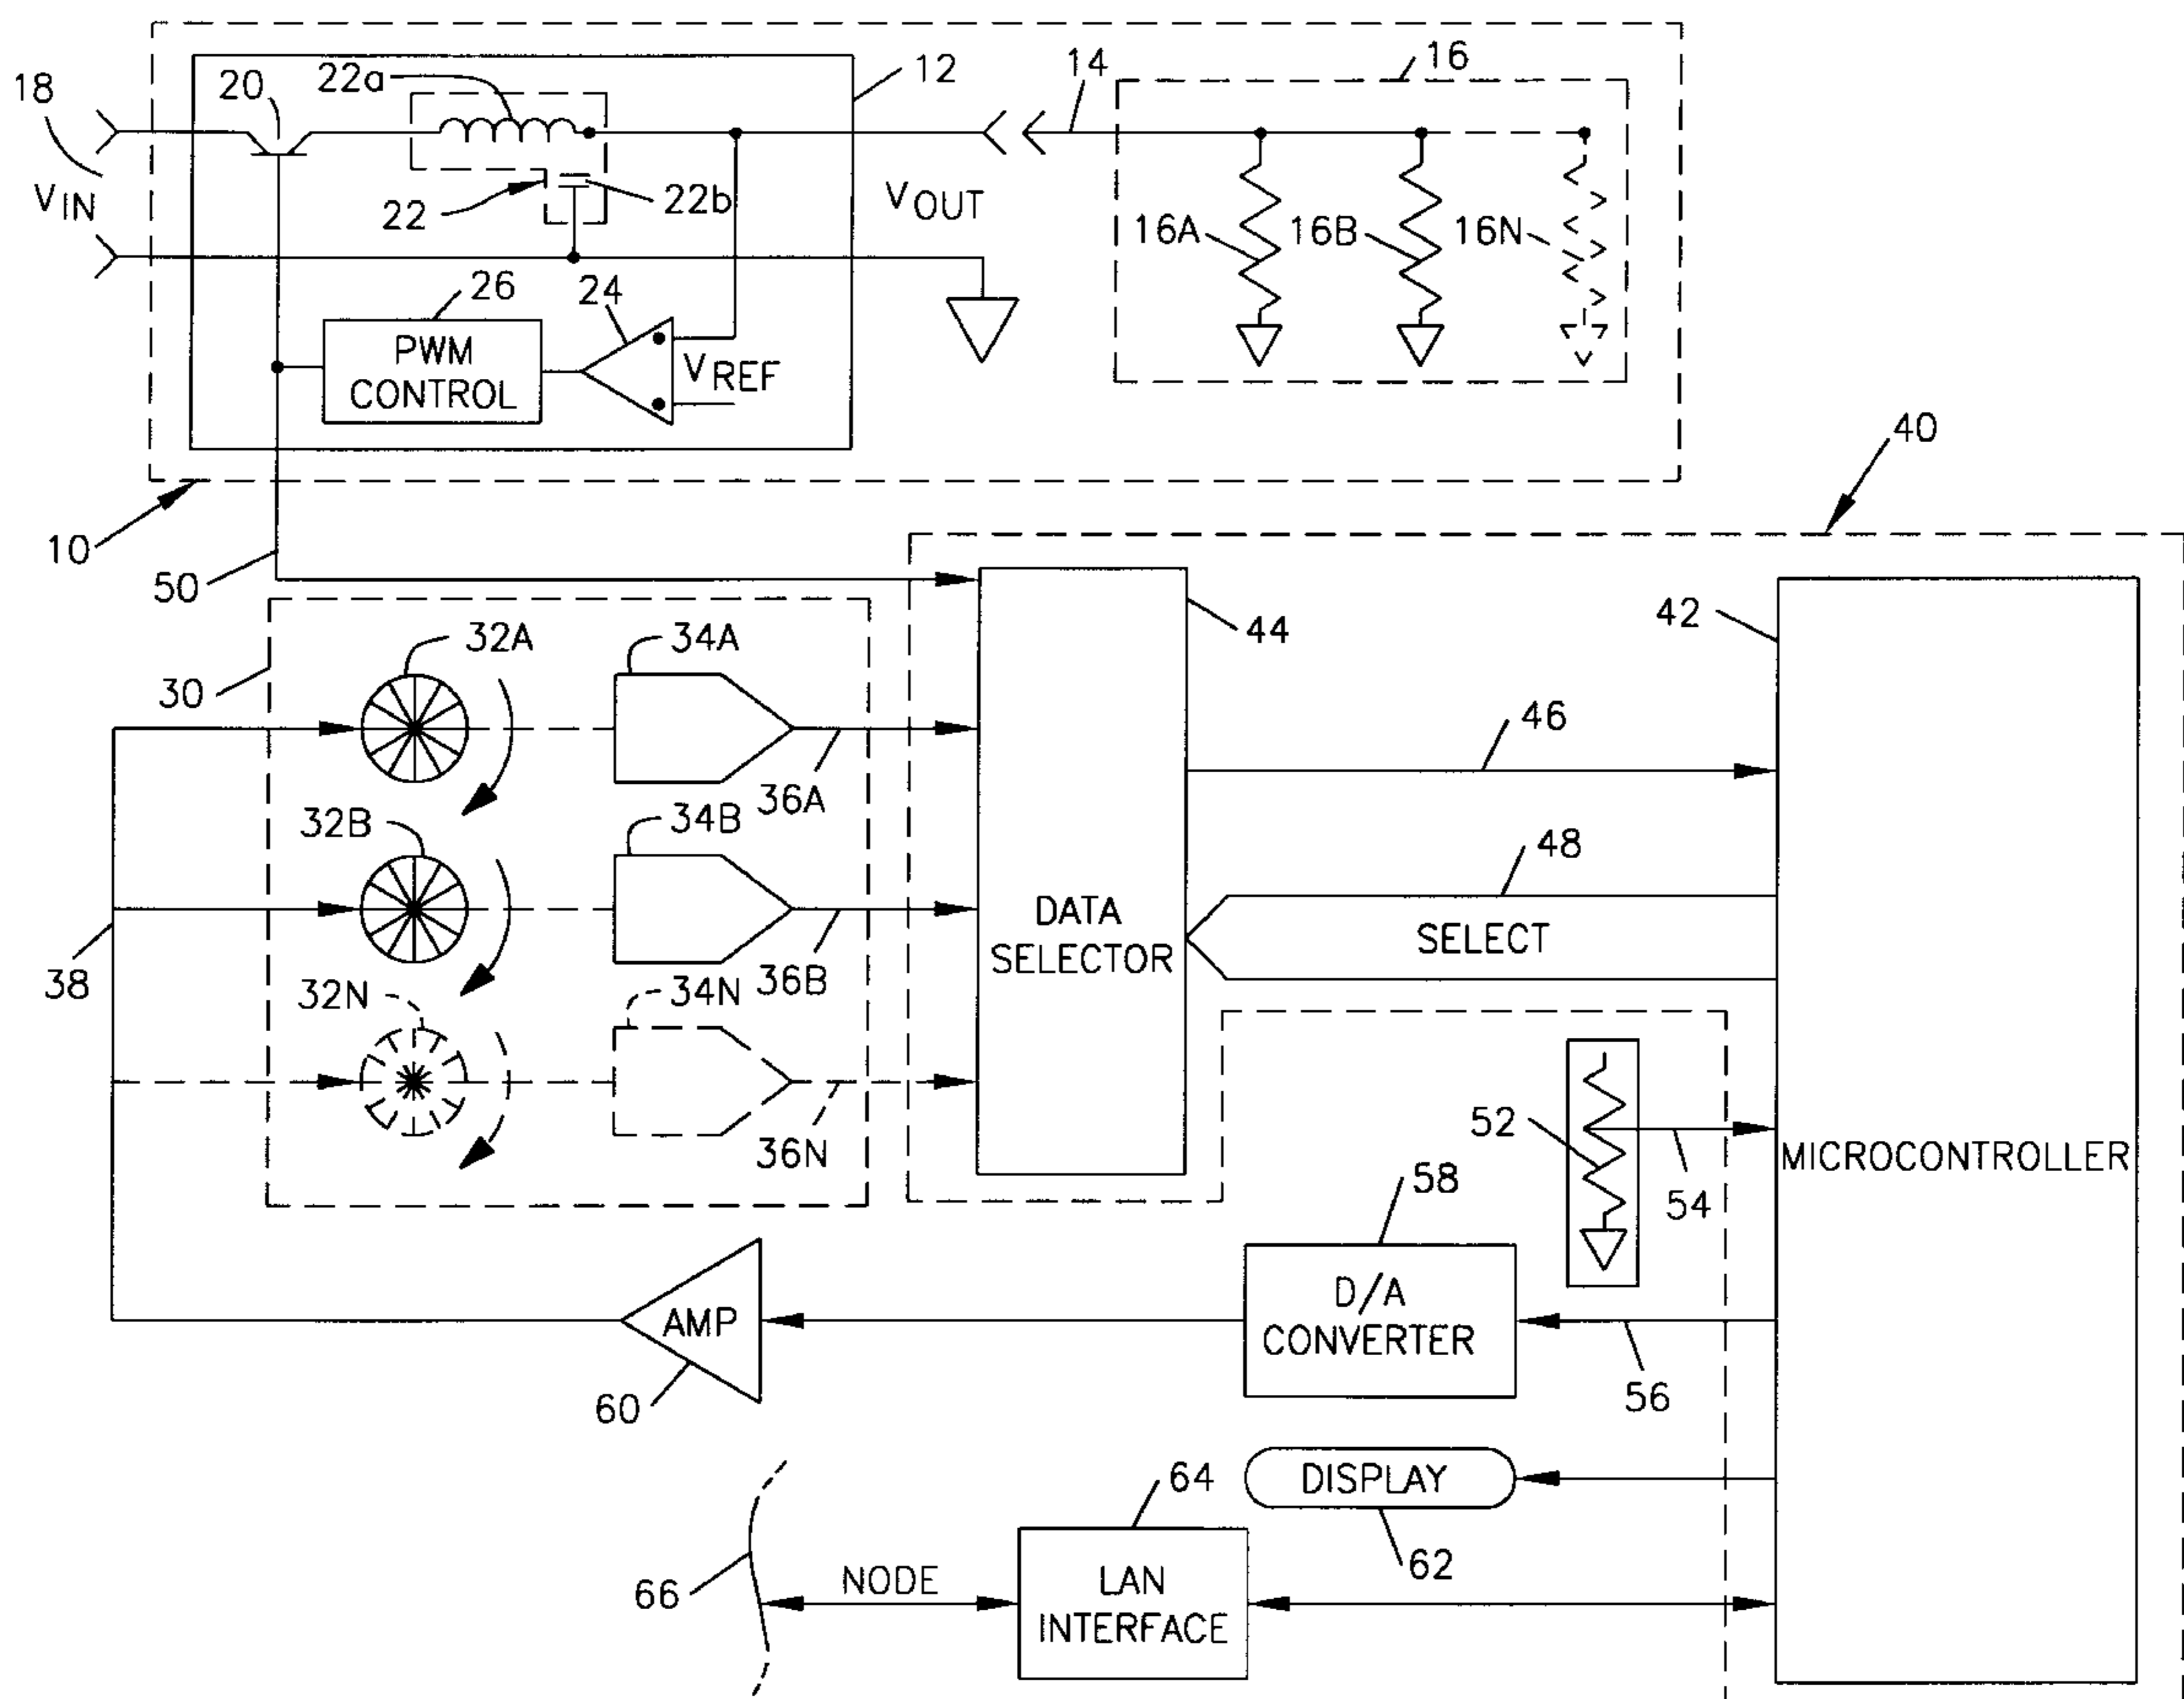 12
14
16
18
20
22a
VIN
22
22b
VOUT
16A
16B
16N
26
24
PWM
CONTROL
VREF
40
10
50
44
42
32A
34A
30
46
36A
32B
34B
48
DATA
SELECTOR
SELECT
38
36B
32N
34N
52
36N
54
MICROCONTROLLER
58
D/A
CONVERTER
AMP
60
56
DISPLAY
64
62
66
NODE
LAN
INTERFACE